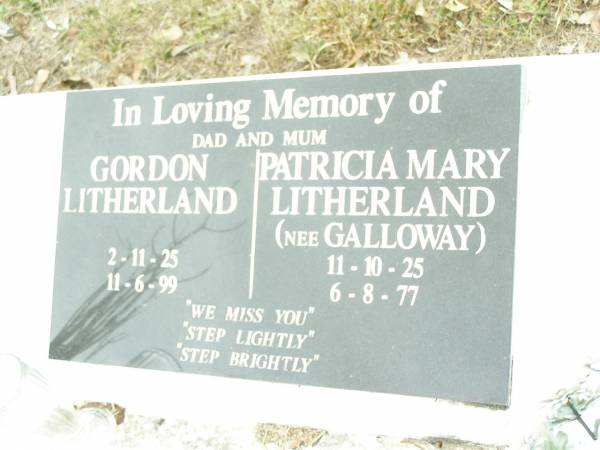 In Loving Memory of
DAD AND MUM
GORDON
LITHERLAND
2 - 11 - 25
11 - 6 - 99
PATRICIA MARY
LITHERLAND
(NEE GALLOWAY)
11 - 10 - 25
6 - 8 - 77
"WE MISS YOU"
"STEP LIGHTLY"
"STEP BRIGHTLY"